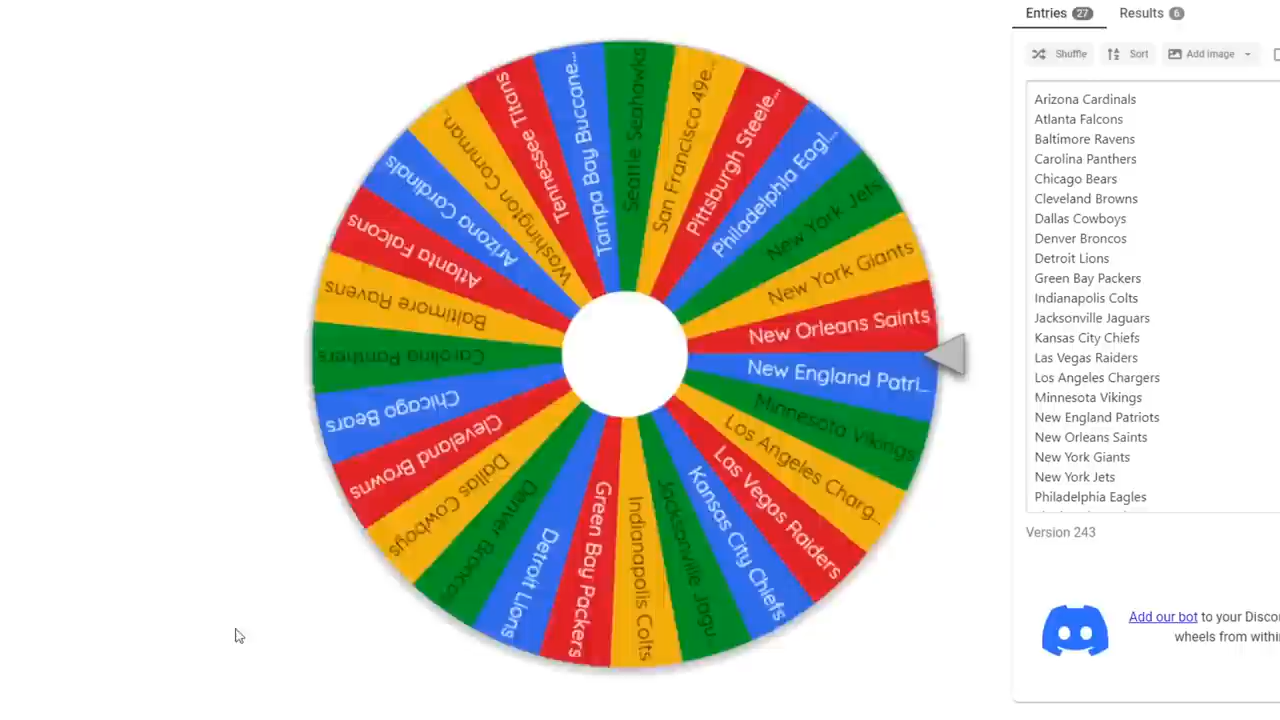 Entries 27 Results 6
Shuffle Sort Add image
Arizona Cardinals
Atlanta Falcons
Baltimore Ravens
Carolina Panthers
Chicago Bears
Cleveland Browns
Dallas Cowboys
Denver Broncos
Detroit Lions
Green Bay Packers
Indianapolis Colts
Jacksonville Jaguars
Kansas City Chiefs
Las Vegas Raiders
Los Angeles Chargers
Minnesota Vikings
New England Patriots
New Orleans Saints
New York Giants
New York Jets
Philadelphia Eagles
Version 243
Add our bot to your Disco
wheels from within
Seattle Seahawks
San Francisco 49e...
Pittsburgh Steele...
Philadelphia Eagl...
New York Jets
New York Giants
New Orleans Saints
New England Patri...
Minnesota Vikings
Los Angeles Charg...
Las Vegas Raiders
Kansas City Chiefs
Jacksonville Jagu...
Indianapolis Colts
Green Bay Packers
Detroit Lions
Denver Broncos
Dallas Cowboys
Cleveland Browns
Chicago Bears
Carolina Panthers
Baltimore Ravens
Atlanta Falcons
Arizona Cardinals
Washington Comman...
Tennessee Titans
Tampa Bay Buccane...